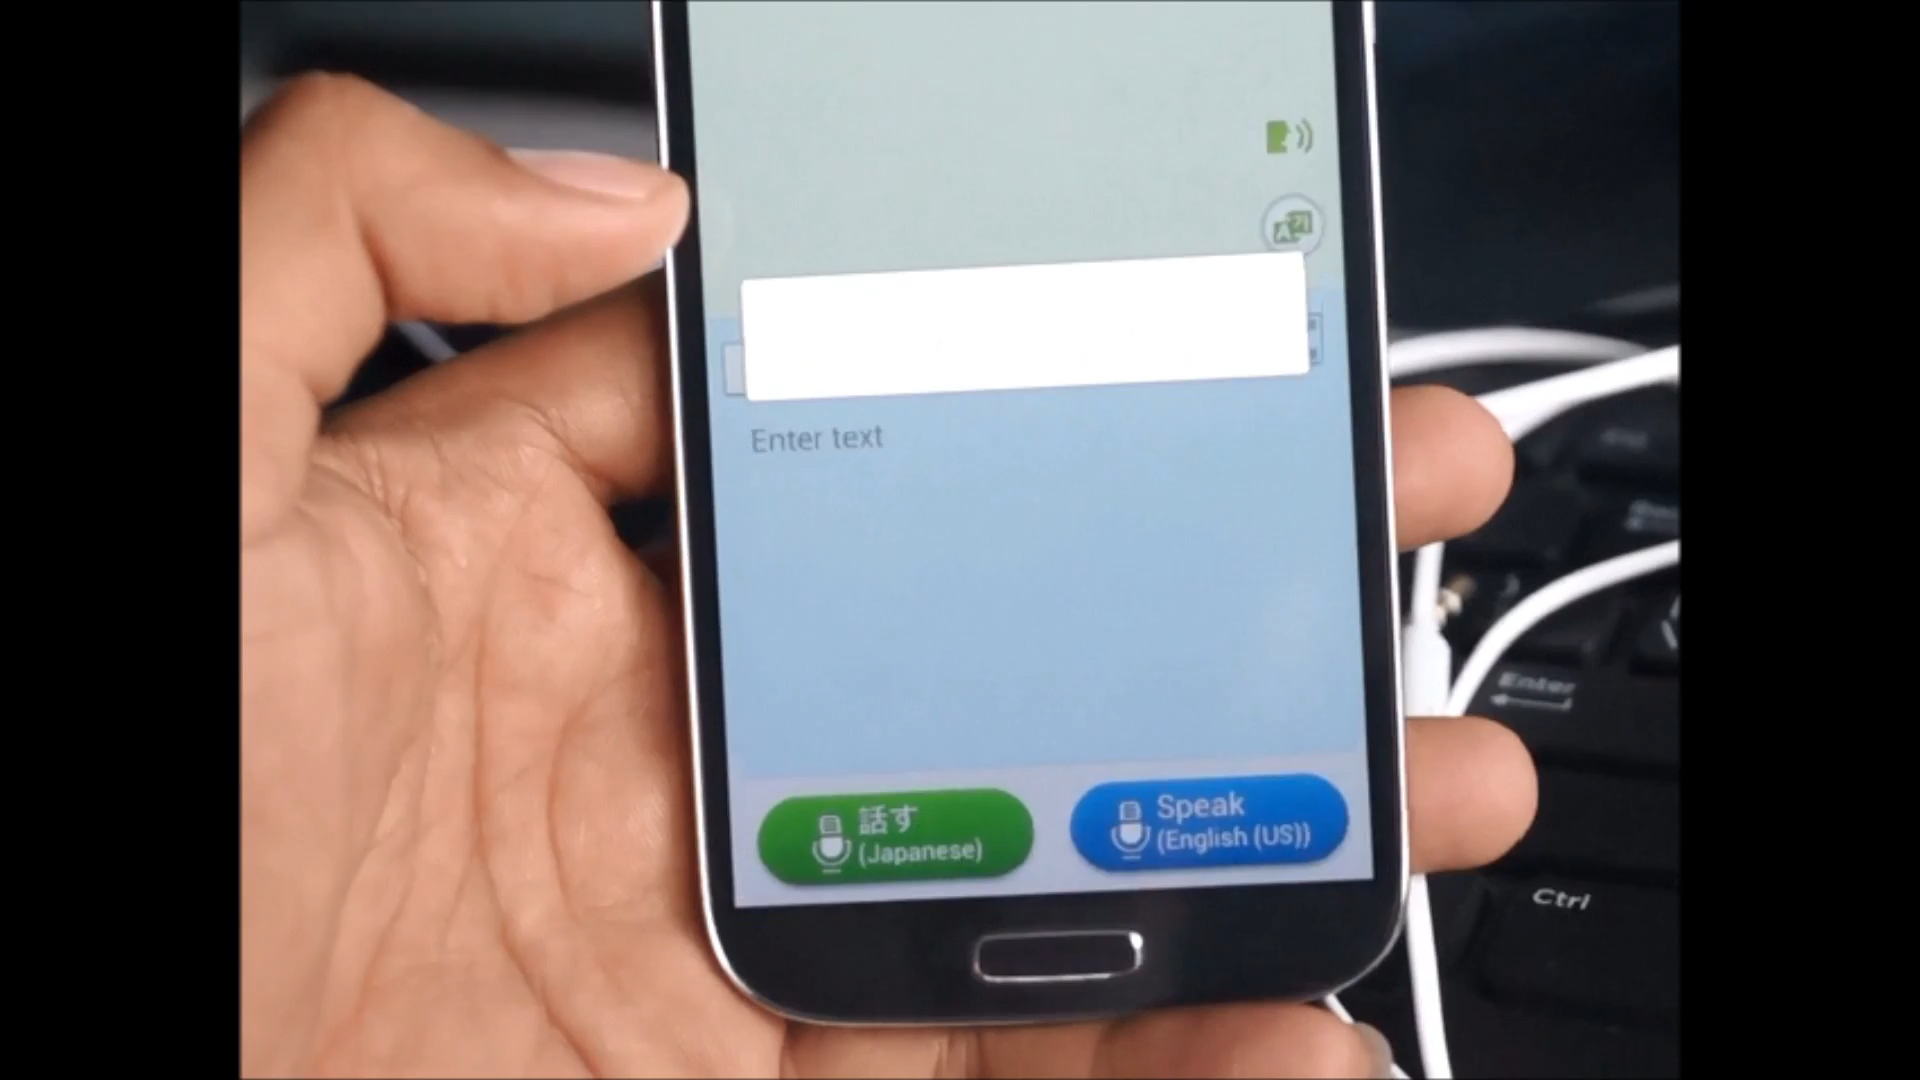 Enter text
話す
(Japanese)
Speak
(English (US))
Enter
Ctrl